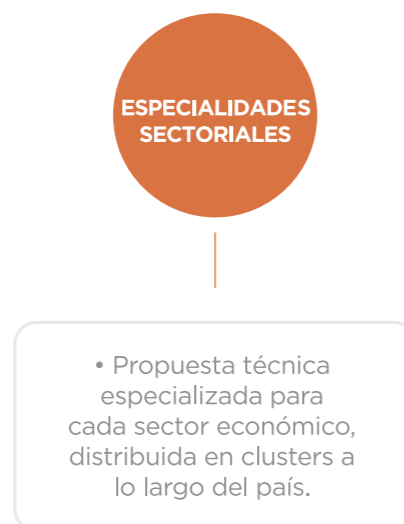 ESPECIALIDADES
SECTORIALES
• Propuesta técnica
especializada para
cada sector económico,
distribuida en clusters a
lo largo del país.